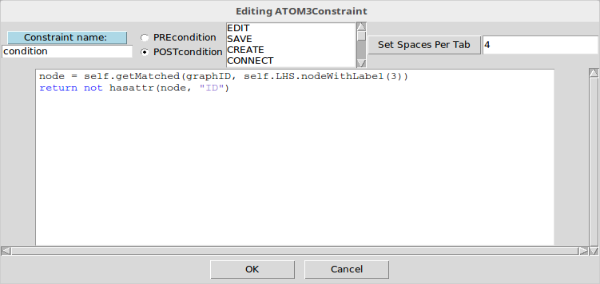 Editing ATOM3Constraint
Constraint name:
condition
PREcondition
POSTcondition
EDIT
SAVE
CREATE
CONNECT
Set Spaces Per Tab
4
node = self.getMatched(graphID, self.LHS.nodeWithLabel(3))
return not hasattr(node, "ID")
OK
Cancel